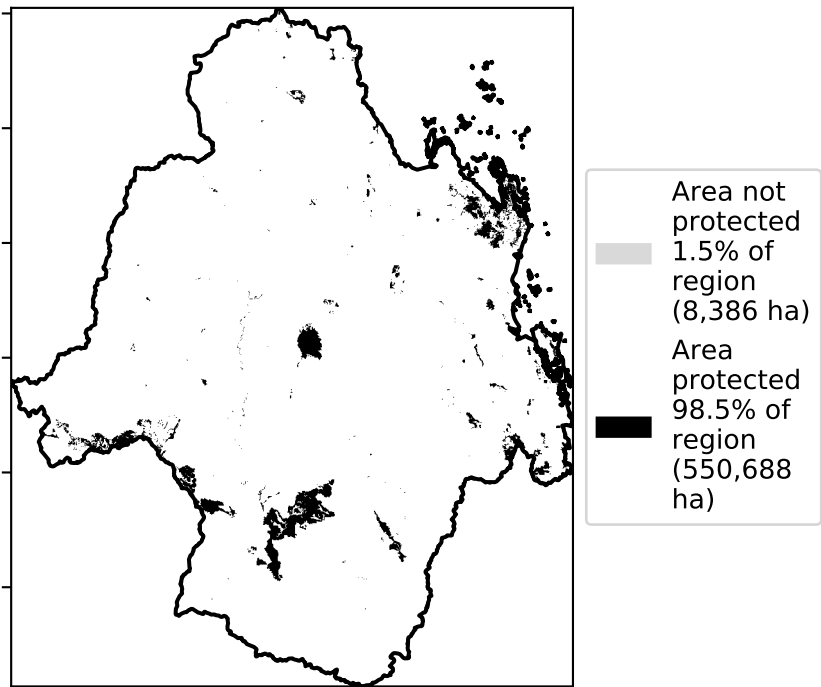 Area not
protected
1.5% of
region
(8,386 ha)
Area
protected
98.5% of
region
(550,688
ha)